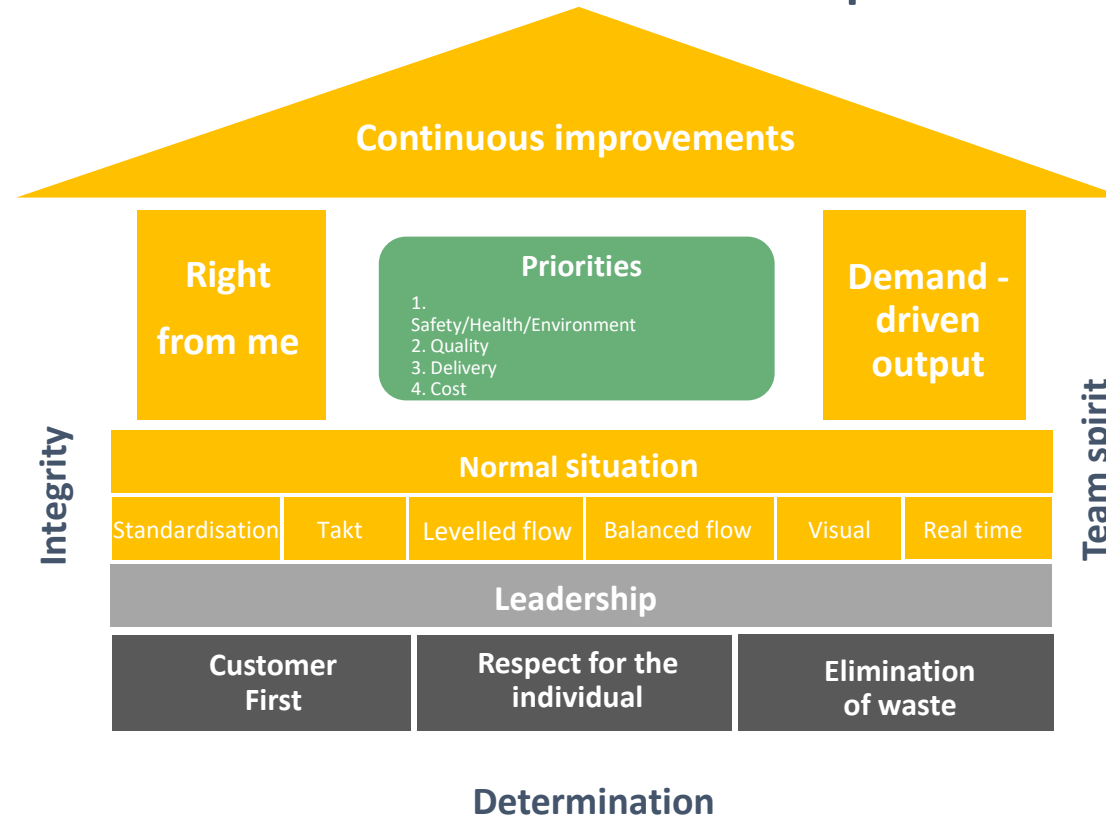 Continuous improvements
Right
from me
Priorities
1.
Safety/Health/Environment
2. Quality
3. Delivery
4. Cost
Demand -
driven
output
Integrity
Team spirit
Normal situation
Standardisation
Takt
Levelled flow
Balanced flow
Visual
Real time
Leadership
Customer
First
Respect for the
individual
Elimination
of waste
Determination